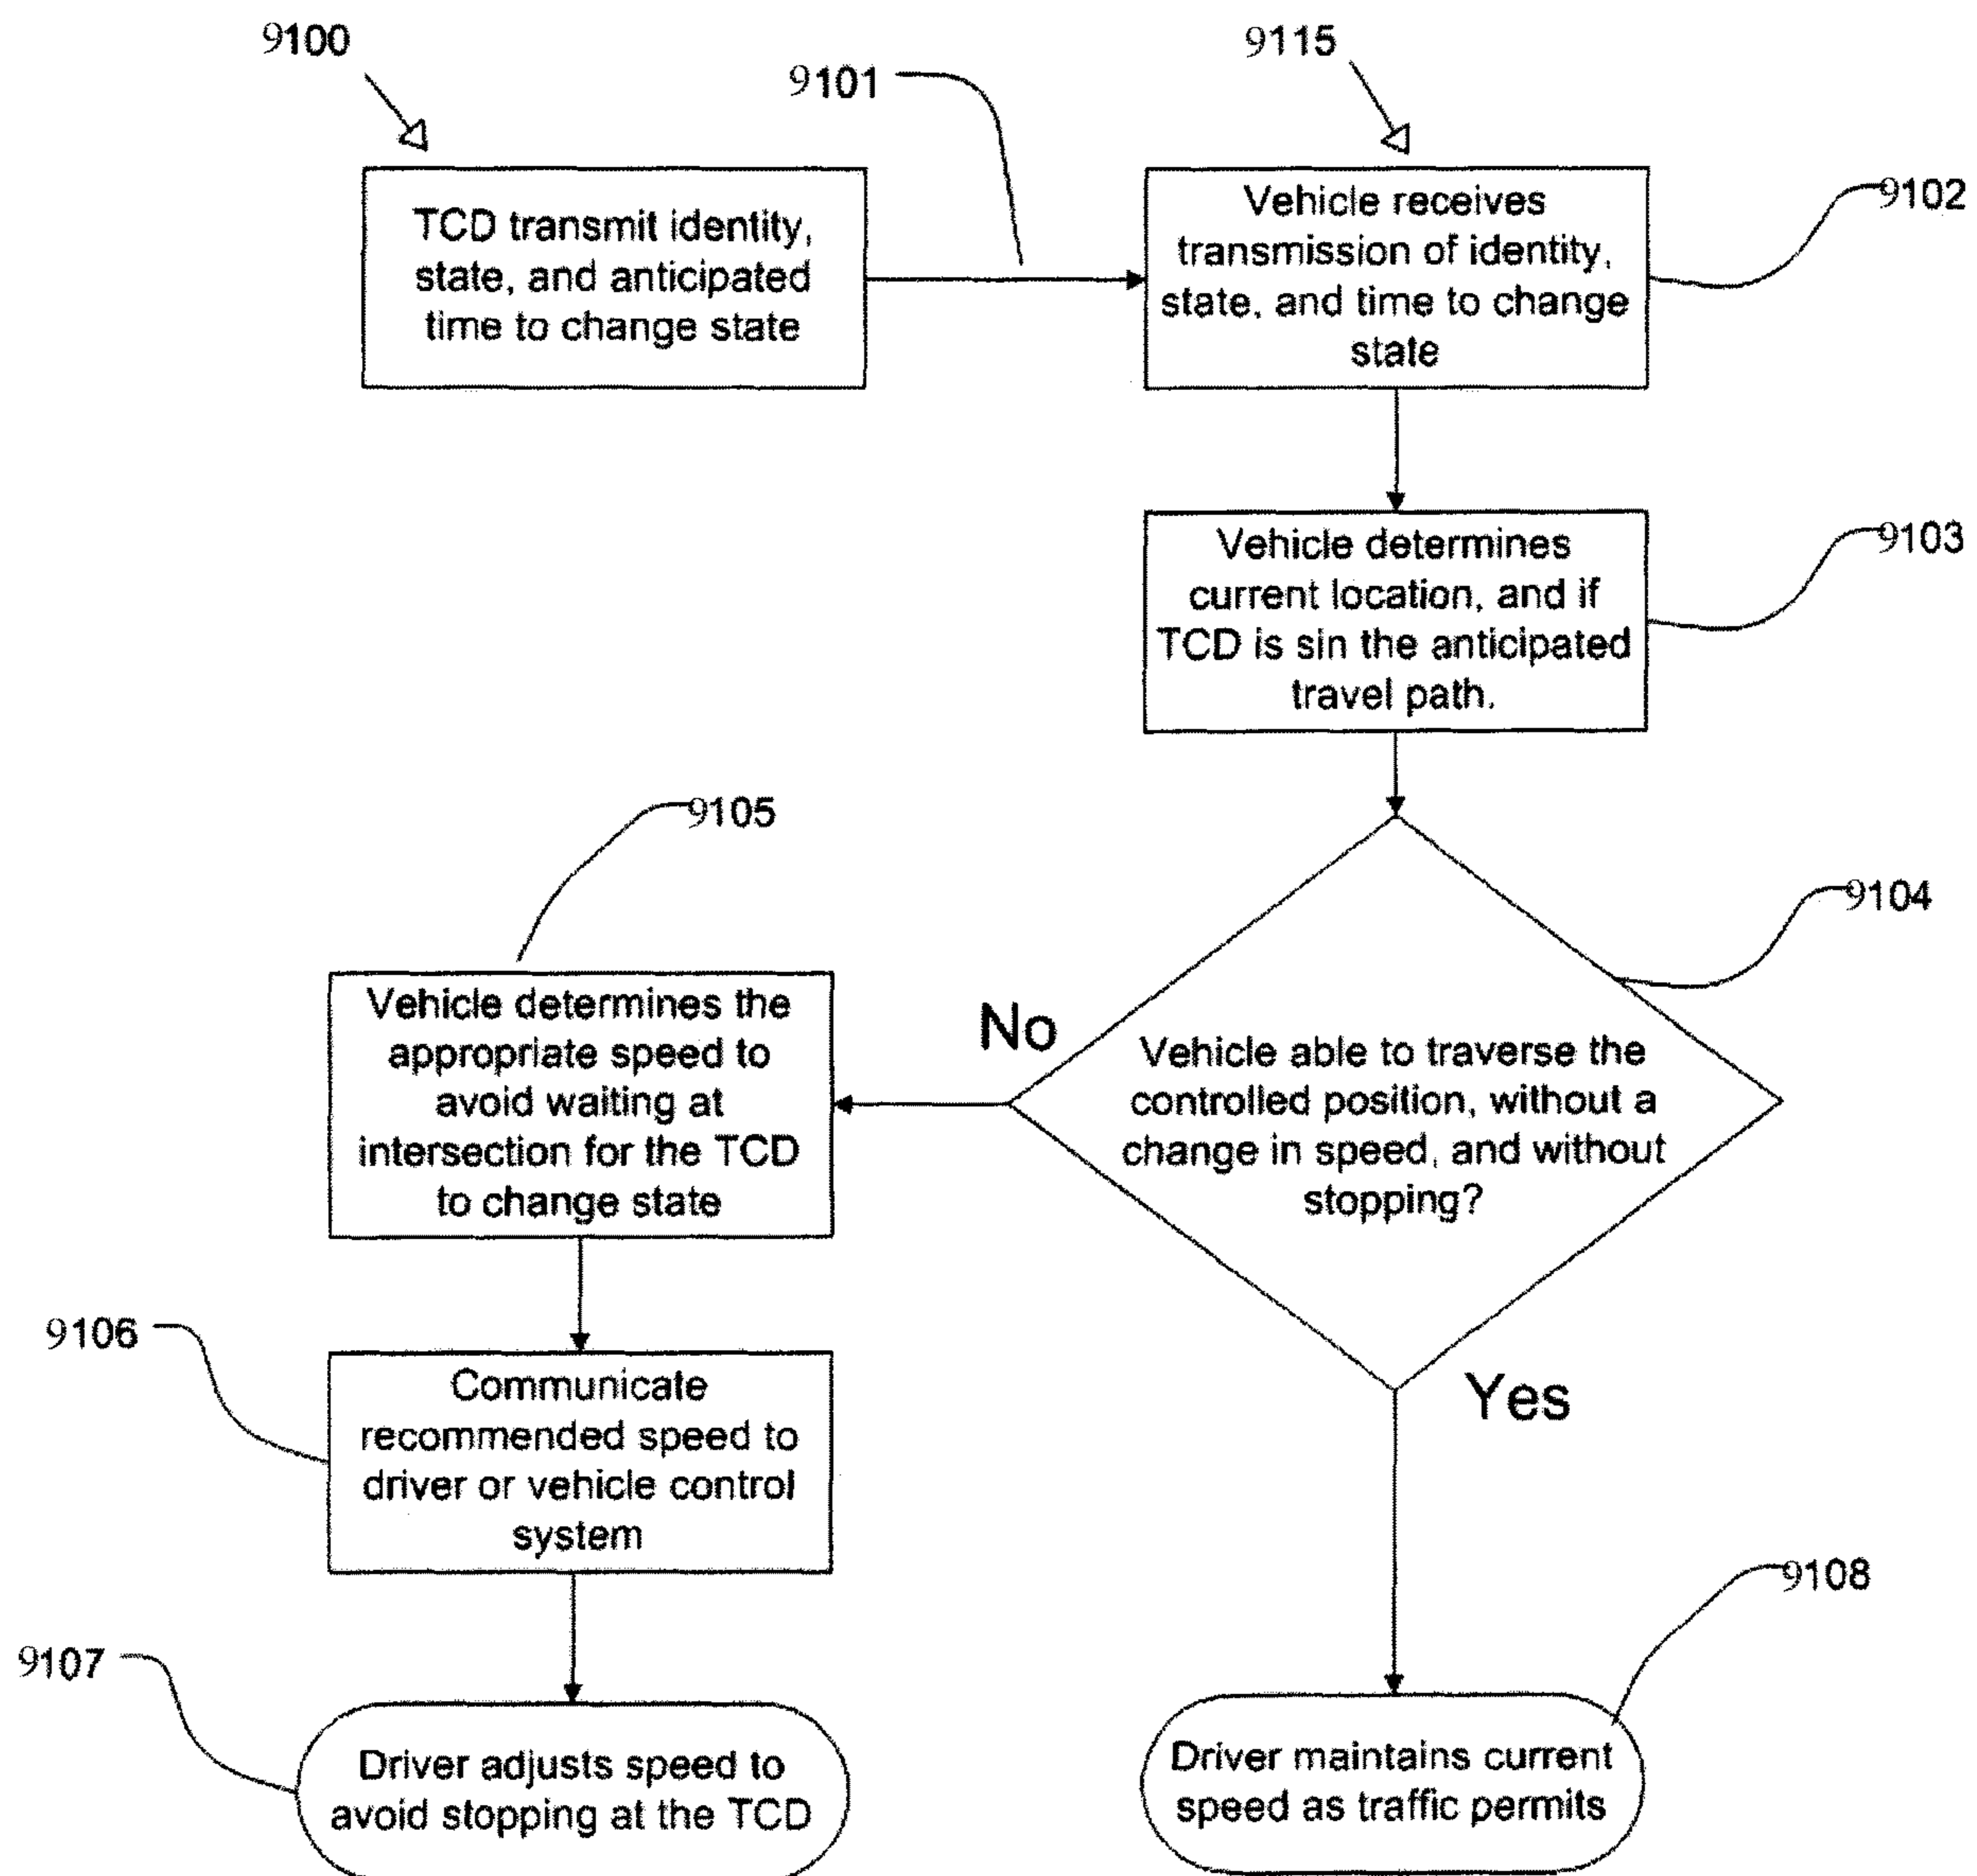 9100
9101
9115
9102
TCD transmit identity,
state, and anticipated
time to change state
Vehicle receives
transmission of identity,
state, and time to change
state
9103
Vehicle determines
current location, and if
TCD is sin the anticipated
travel path.
9105
9104
Vehicle determines the
appropriate speed to
avoid waiting at
intersection for the TCD
to change state
No
Vehicle able to traverse the
controlled position, without a
change in speed, and without
stopping?
9106
Communicate
recommended speed to
driver or vehicle control
system
Yes
9107
9108
Driver adjusts speed to
avoid stopping at the TCD
Driver maintains current
speed as traffic permits